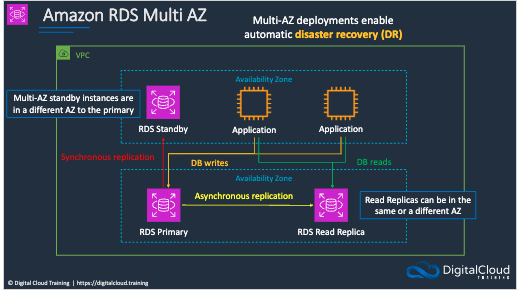 Amazon RDS Multi AZ
Multi-AZ deployments enable
automatic disaster recovery (DR)
VPC
Availability Zone
Multi-AZ standby instances are
in a different AZ to the primary
RDS Standby
Application
Application
Synchronous replication
DB writes
DB reads
Availability Zone
Asynchronous replication
Read Replicas can be in the
same or a different AZ
RDS Primary
RDS Read Replica
© Digital Cloud Training | https://digitalcloud.training
DigitalCloud
TRAINING